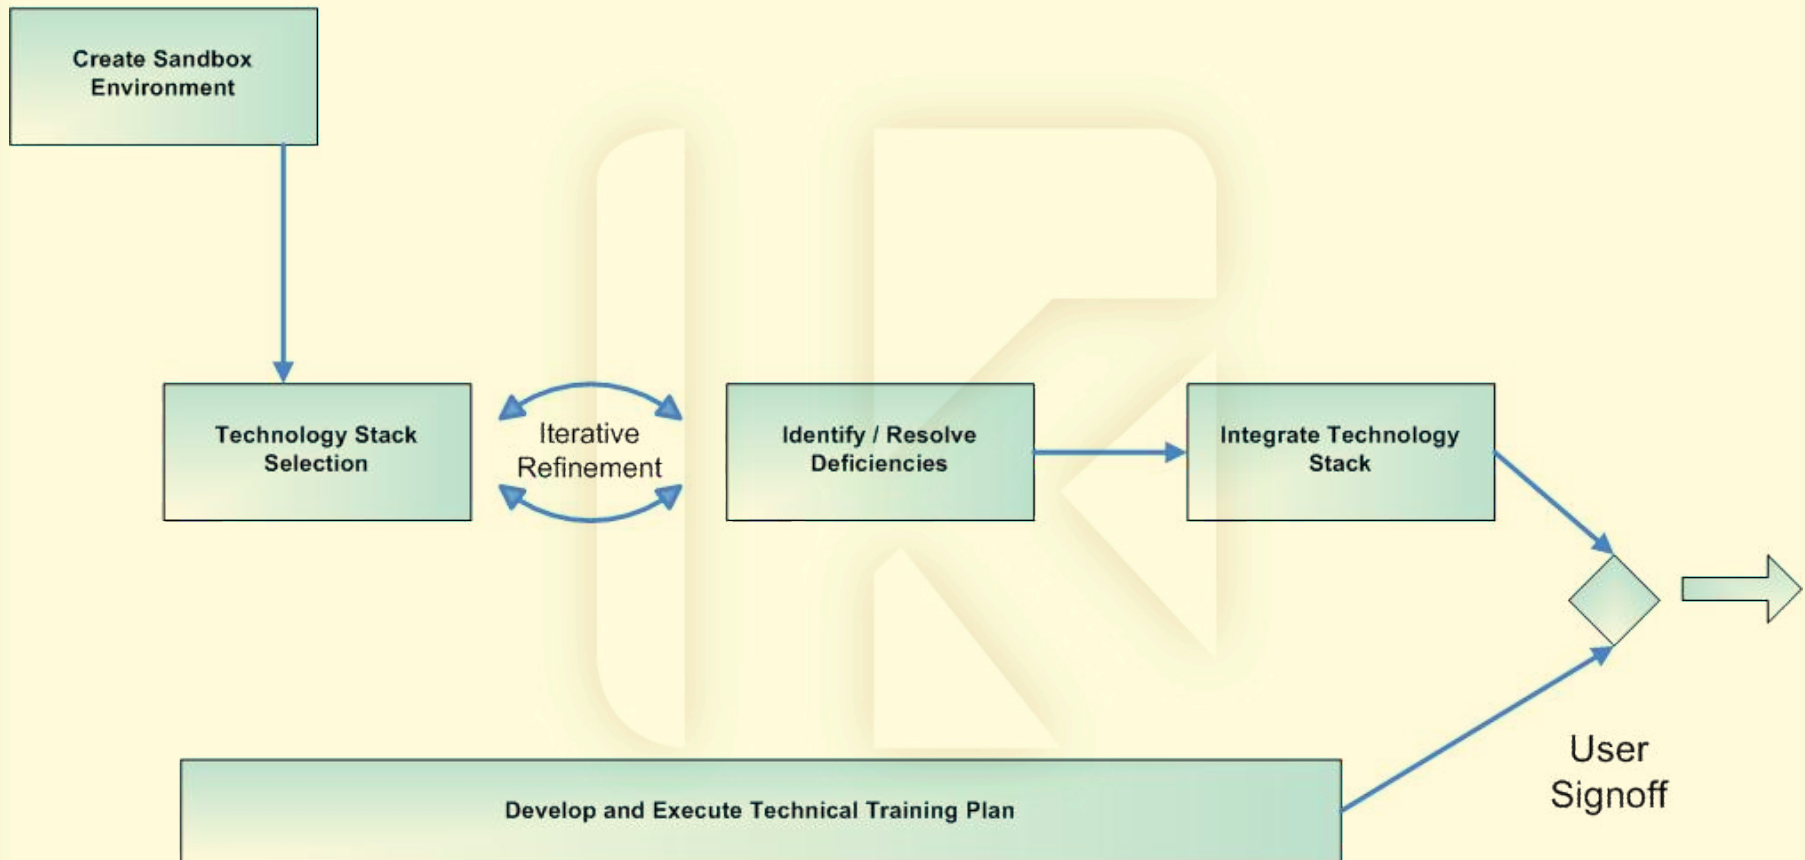 Create Sandbox
Environment
Technology Stack
Selection
Iterative
Refinement
Identify / Resolve
Deficiencies
Integrate Technology
Stack
User
Signoff
Develop and Execute Technical Training Plan